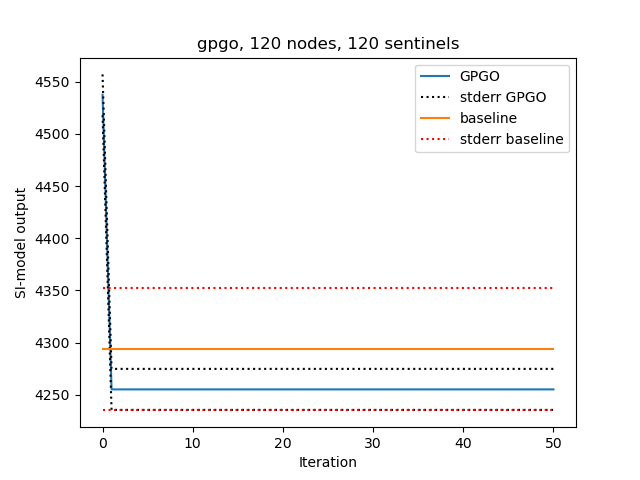 gpgo, 120 nodes, 120 sentinels
GPGO
stderr GPGO
baseline
stderr baseline
4550
4500
4450
4400
4350
4300
4250
SI-model output
0 10 20 30 40 50
Iteration